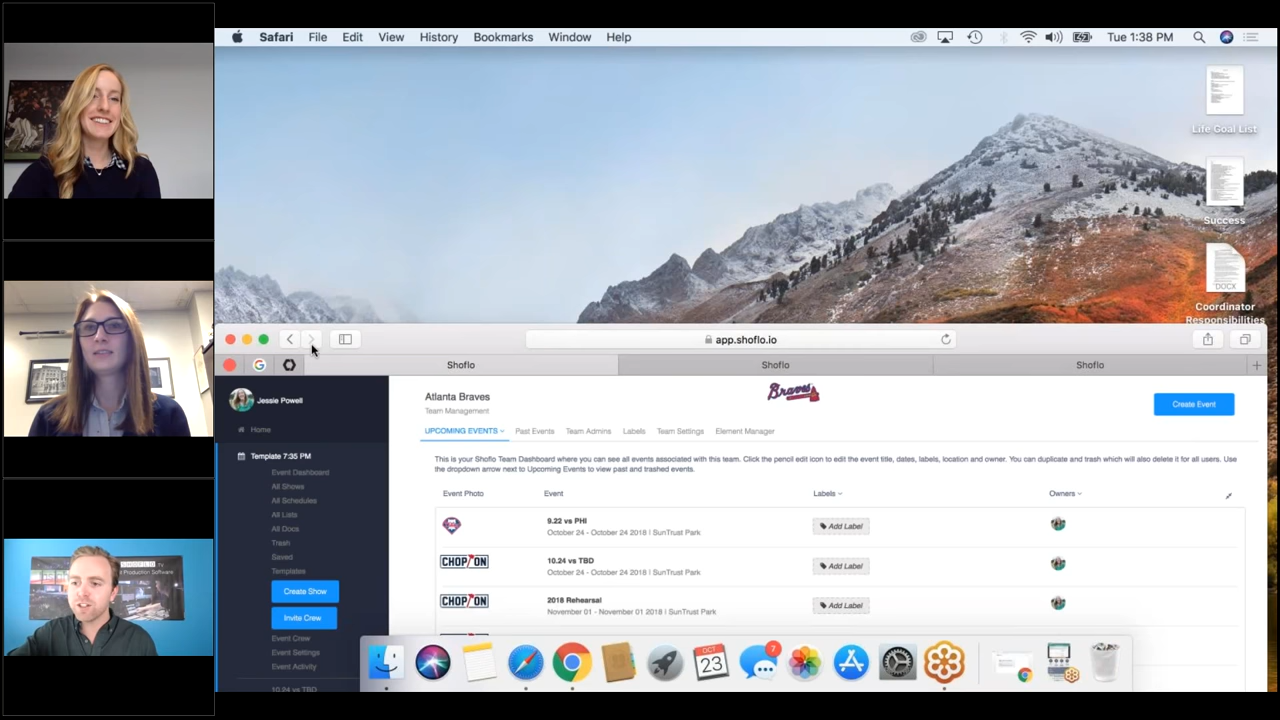 Safari File Edit View History Bookmarks Window Help
Tue 1:38 PM
Life Goal List
Success
DOCX
Coordinator
Responsibilities
app.shoflo.io
Shoflo
Shoflo
Shoflo
Jessie Powell
Home
Template 7:35 PM
Event Dashboard
All Shows
All Schedules
All Lists
All Docs
Trash
Saved
Templates
Create Show
Invite Crew
Event Crew
Event Settings
Event Activity
10.24 vs TBD
Atlanta Braves
Team Management
Braves
Create Event
UPCOMING EVENTS Past Events Team Admins Labels Team Settings Element Manager
This is your Shoflo Team Dashboard where you can see all events associated with this team. Click the pencil edit icon to edit the event title, dates, labels, location and owner. You can duplicate and trash which will also delete it for all users. Use
the dropdown arrow next to Upcoming Events to view past and trashed events.
Event Photo Event Labels Owners
9.22 vs PHI
October 24 - October 24 2018 | SunTrust Park
Add Label
CHOP ON
10.24 vs TBD
October 24 - October 24 2018 | SunTrust Park
Add Label
CHOP ON
2018 Rehearsal
November 01 - November 01 2018 | SunTrust Park
Add Label
OCT
23
7